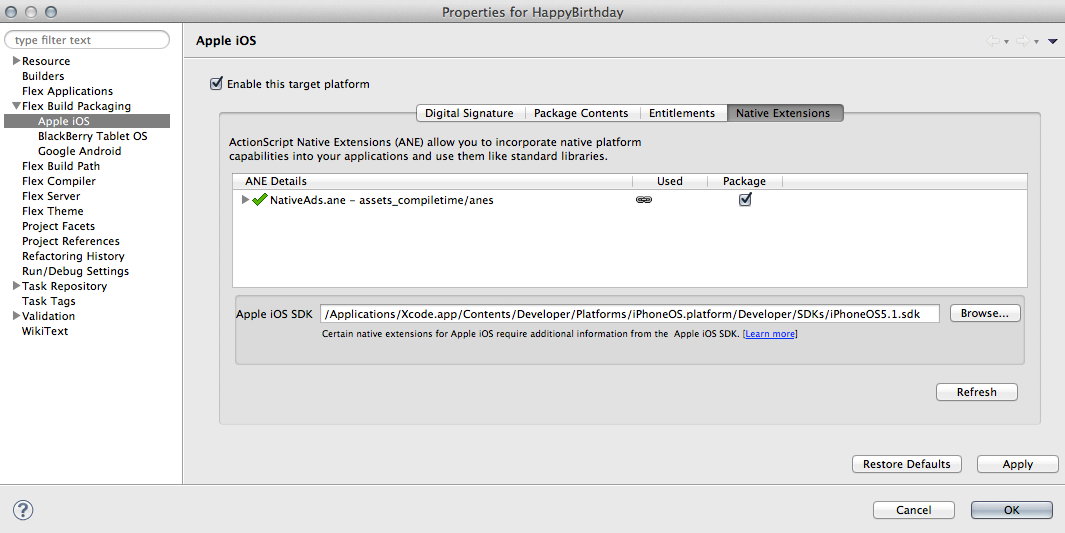 Properties for HappyBirthday
type filter text
Resource
Builders
Flex Applications
Flex Build Packaging
Apple iOS
BlackBerry Tablet OS
Google Android
Flex Build Path
Flex Compiler
Flex Server
Flex Theme
Project Facets
Project References
Refactoring History
Run/Debug Settings
Task Repository
Task Tags
Validation
WikiText
Apple iOS
Enable this target platform
Digital Signature Package Contents Entitlements Native Extensions
ActionScript Native Extensions (ANE) allow you to incorporate native platform
capabilities into your applications and use them like standard libraries.
ANE Details Used Package
NativeAds.ane - assets_compiletime/anes
Apple iOS SDK /Applications/Xcode.app/Contents/Developer/Platforms/iPhoneOS.platform/Developer/SDKs/iPhoneOS5.1.sdk Browse...
Certain native extensions for Apple iOS require additional information from the Apple iOS SDK. [Learn more]
Refresh
Restore Defaults Apply
? Cancel OK